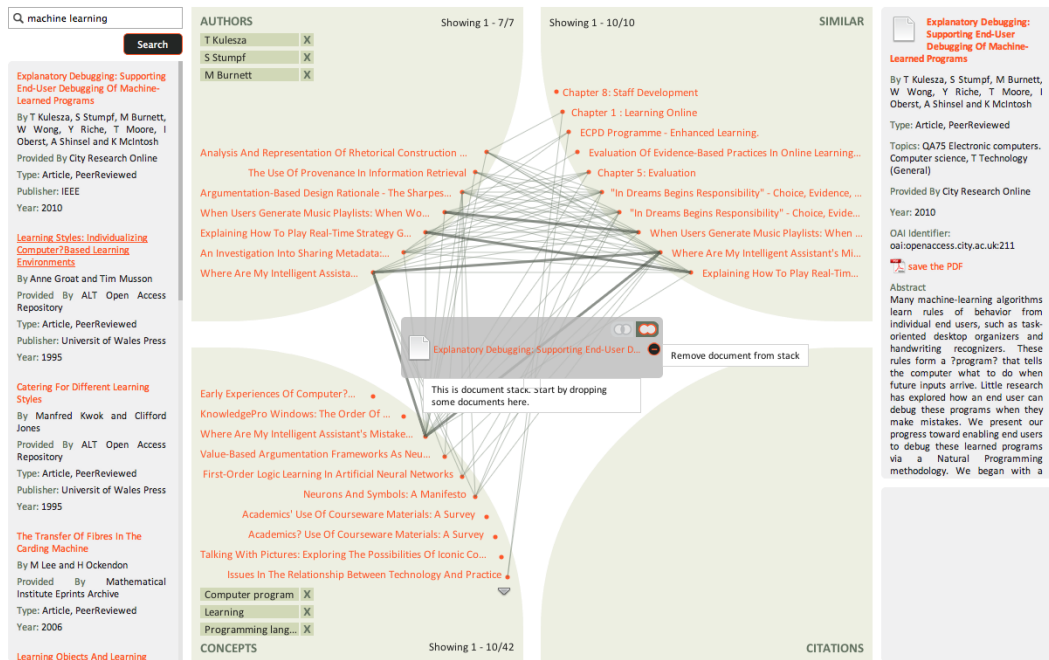 machine learning
Search
Explanatory Debugging: Supporting
End-User Debugging Of Machine-
Learned Programs
By T Kulesza, S Stumpf, M Burnett,
W Wong, Y Riche, T Moore, I
Oberst, A Shinsel and K McIntosh
Provided By City Research Online
Type: Article, PeerReviewed
Publisher: IEEE
Year: 2010
Learning Styles: Individualizing
Computer?Based Learning
Environments
By Anne Groat and Tim Musson
Provided By ALT Open Access
Repository
Type: Article, PeerReviewed
Publisher: Universit of Wales Press
Year: 1995
Catering For Different Learning
Styles
By Manfred Kwok and Clifford
Jones
Provided By ALT Open Access
Repository
Type: Article, PeerReviewed
Publisher: Universit of Wales Press
Year: 1995
The Transfer Of Fibres In The
Carding Machine
By M Lee and H Ockendon
Provided By Mathematical
Institute Eprints Archive
Type: Article, PeerReviewed
Year: 2006
Learning Objects And Learning
AUTHORS
Showing 1 - 7/7
T Kulesza X
S Stumpf X
M Burnett X
Analysis And Representation Of Rhetorical Construction ...
The Use Of Provenance In Information Retrieval
Argumentation-Based Design Rationale - The Sharpes...
When Users Generate Music Playlists: When Wo...
Explaining How To Play Real-Time Strategy G...
An Investigation Into Sharing Metadata:...
Where Are My Intelligent Assista...
Showing 1 - 10/10
SIMILAR
Chapter 8: Staff Development
Chapter 1 : Learning Online
ECPD Programme - Enhanced Learning.
Evaluation Of Evidence-Based Practices In Online Learning...
Chapter 5: Evaluation
"In Dreams Begins Responsibility" - Choice, Evidence, ...
"In Dreams Begins Responsibility" - Choice, Evide...
When Users Generate Music Playlists: When ...
Where Are My Intelligent Assistant's Mi...
Explaining How To Play Real-Tim...
Explanatory Debugging: Supporting End-User D...
Remove document from stack
This is document stack. Start by dropping
some documents here.
Early Experiences Of Computer?...
KnowledgePro Windows: The Order Of ...
Where Are My Intelligent Assistant's Mistake...
Value-Based Argumentation Frameworks As Neu...
First-Order Logic Learning In Artificial Neural Networks
Neurons And Symbols: A Manifesto
Academics' Use Of Courseware Materials: A Survey
Academics? Use Of Courseware Materials: A Survey
Talking With Pictures: Exploring The Possibilities Of Iconic Co...
Issues In The Relationship Between Technology And Practice
Computer program X
Learning X
Programming lang... X
CONCEPTS
Showing 1 - 10/42
CITATIONS
Explanatory Debugging:
Supporting End-User
Debugging Of Machine-
Learned Programs
By T Kulesza, S Stumpf, M Burnett,
W Wong, Y Riche, T Moore, I
Oberst, A Shinsel and K McIntosh
Type: Article, PeerReviewed
Topics: QA75 Electronic computers.
Computer science, T Technology
(General)
Provided By City Research Online
Year: 2010
OAI Identifier:
oai:openaccess.city.ac.uk:211
save the PDF
Abstract
Many machine-learning algorithms
learn rules of behavior from
individual end users, such as task-
oriented desktop organizers and
handwriting recognizers. These
rules form a ?program? that tells
the computer what to do when
future inputs arrive. Little research
has explored how an end user can
debug these programs when they
make mistakes. We present our
progress toward enabling end users
to debug these learned programs
via a Natural Programming
methodology. We began with a